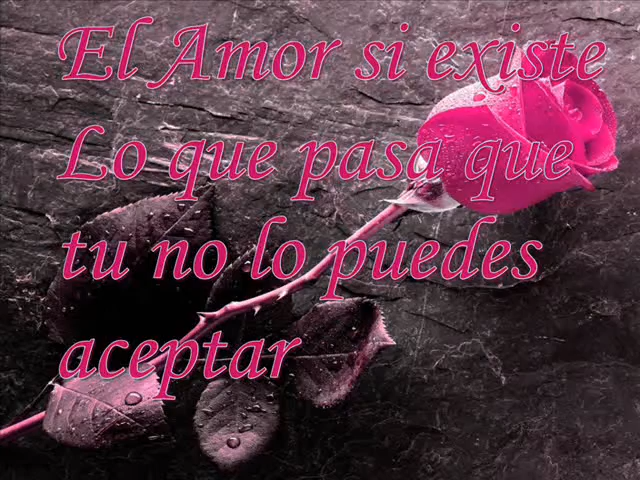 El Amor si existe
Lo que pasa que
tu no lo puedes
aceptar